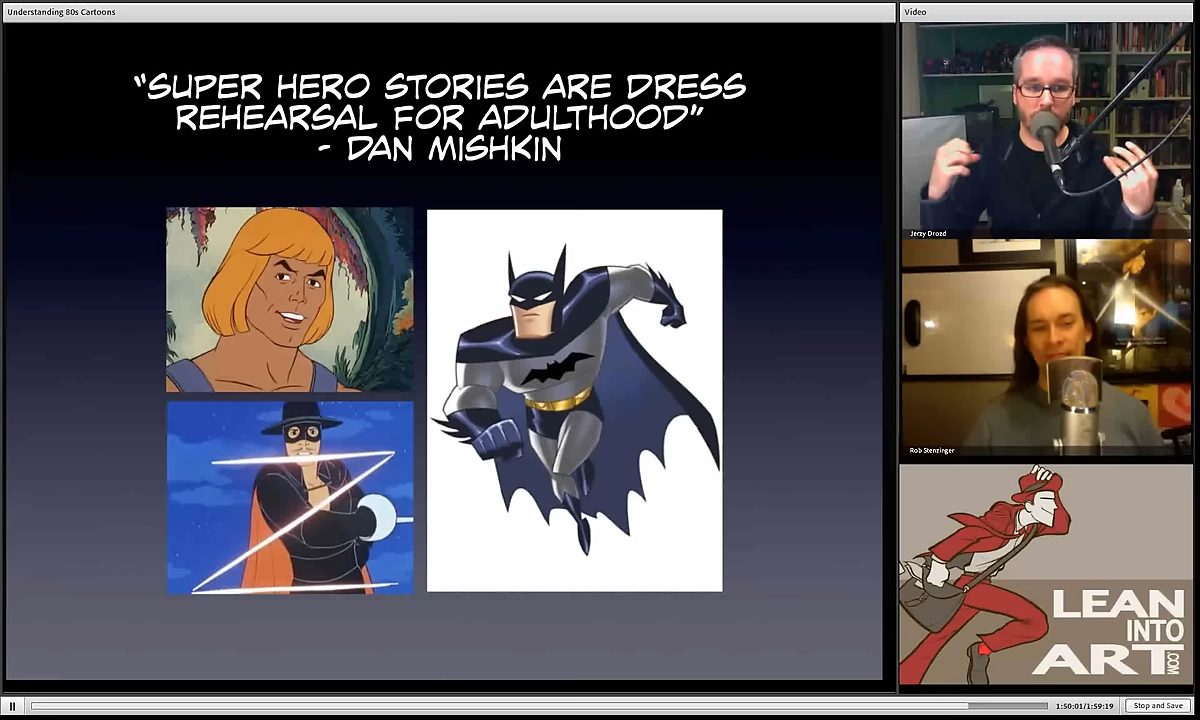 Understanding 80s Cartoons
"SUPER HERO STORIES ARE DRESS
REHEARSAL FOR ADULTHOOD"
- DAN MISHKIN
Video
Jerzy Drozd
Rob Stenzinger
LEAN
INTO
ART
.COM
1:50:01/1:59:19
Stop and Save